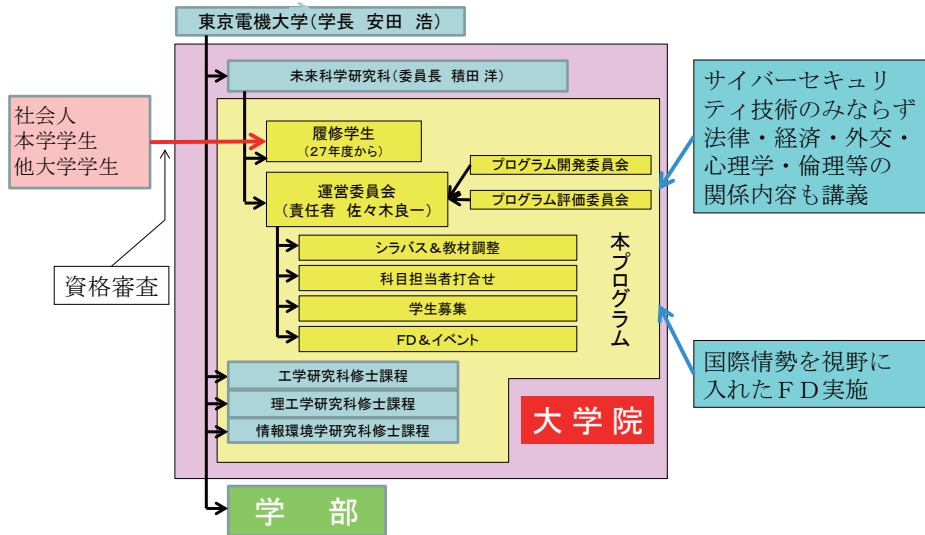 東京電機大学(学長 安田 浩)
未来科学研究科(委員長 積田 洋)
社会人
本学学生
他大学学生
履修学生
(27年度から)
運営委員会
(責任者 佐々木良一)
プログラム開発委員会
プログラム評価委員会
サイバーセキュリ
ティ技術のみならず
法律・経済・外交・
心理学・倫理等の
関係内容も講義
資格審査
シラバス&教材調整
科目担当者打合せ
学生募集
FD&イベント
本プログラム
国際情勢を視野に
入れたFD実施
工学研究科修士課程
理工学研究科修士課程
情報環境学研究科修士課程
大学院
学 部